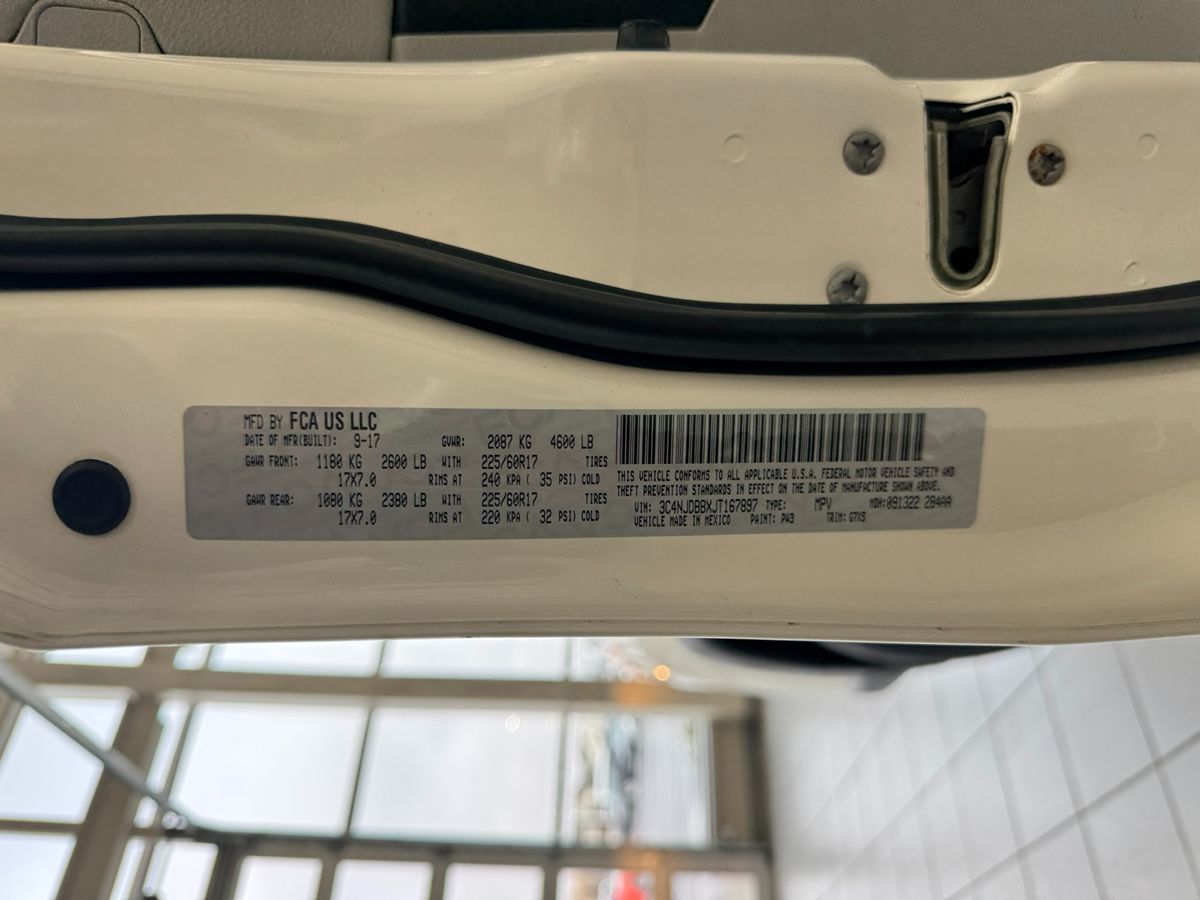 MFD BY FCA US LLC
DATE OF MFR(BUILT): 9-17 GVWR: 2087 KG 4600 LB
GAWR FRONT: 1180 KG 2600 LB WITH 225/60R17 TIRES
17X7.0 RIMS AT 240 KPA ( 35 PSI) COLD
GAWR REAR: 1080 KG 2380 LB WITH 225/60R17 TIRES
17X7.0 RIMS AT 220 KPA ( 32 PSI) COLD
THIS VEHICLE CONFORMS TO ALL APPLICABLE U.S.A. FEDERAL MOTOR VEHICLE SAFETY AND
THEFT PREVENTION STANDARDS IN EFFECT ON THE DATE OF MANUFACTURE SHOWN ABOVE.
VIN: 3C4NJDBBXJT167897 TYPE: MPV MDH:091322 284AA
VEHICLE MADE IN MEXICO PAINT: PW3 TRIM: G7XS